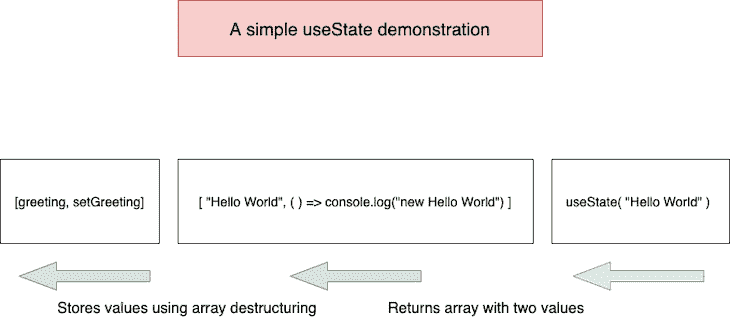 A simple useState demonstration
[greeting, setGreeting]
[ "Hello World", ( ) => console.log("new Hello World") ]
useState( "Hello World" )
Stores values using array destructuring
Returns array with two values